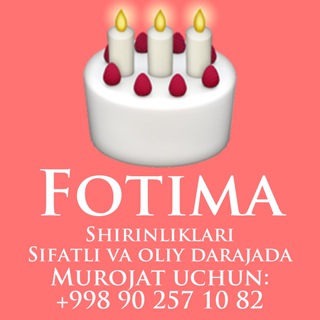 Fotima
Shirinliklari
Sifatli va oliy darajada
Murojat uchun:
+998 90 257 10 82